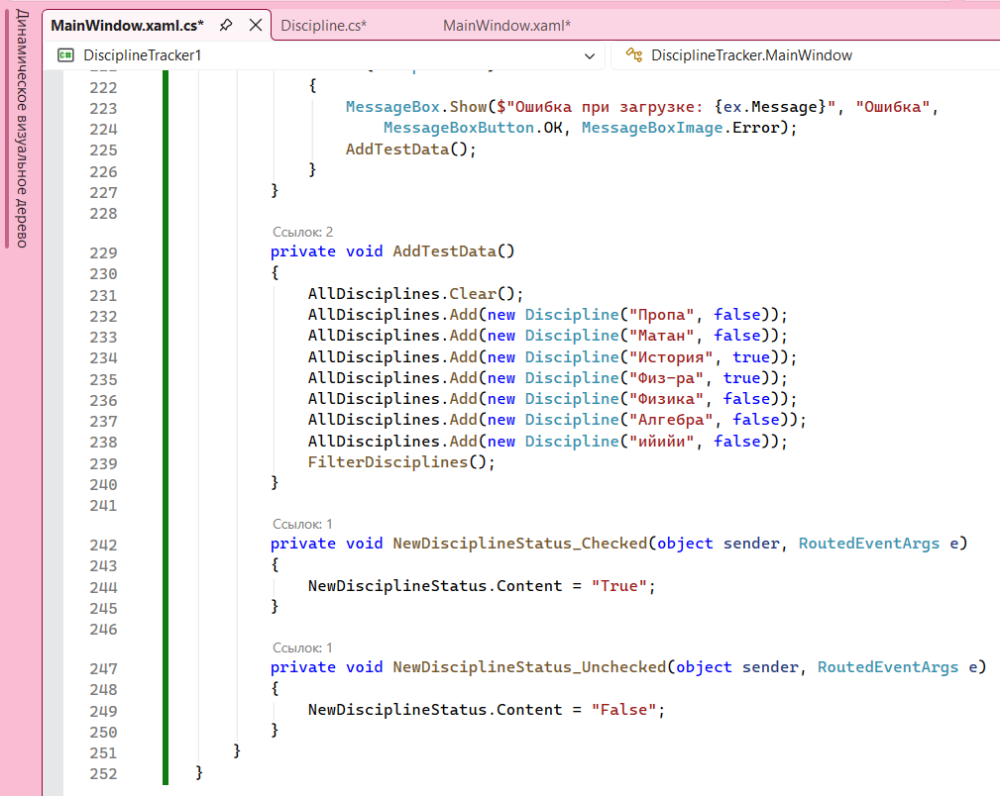 Динамическое визуальное дерево
MainWindow.xaml.cs* Discipline.cs* MainWindow.xaml*
DisciplineTracker1 DisciplineTracker.MainWindow
222 {
223 MessageBox.Show($"Ошибка при загрузке: {ex.Message}", "Ошибка",
224 MessageBoxButton.OK, MessageBoxImage.Error);
225 AddTestData();
226 }
227 }
228
Ссылок: 2
229 private void AddTestData()
230 {
231 AllDisciplines.Clear();
232 AllDisciplines.Add(new Discipline("Пропа", false));
233 AllDisciplines.Add(new Discipline("Матан", false));
234 AllDisciplines.Add(new Discipline("История", true));
235 AllDisciplines.Add(new Discipline("Физ-ра", true));
236 AllDisciplines.Add(new Discipline("Физика", false));
237 AllDisciplines.Add(new Discipline("Алгебра", false));
238 AllDisciplines.Add(new Discipline("ийийи", false));
239 FilterDisciplines();
240 }
241
Ссылок: 1
242 private void NewDisciplineStatus_Checked(object sender, RoutedEventArgs e)
243 {
244 NewDisciplineStatus.Content = "True";
245 }
246
Ссылок: 1
247 private void NewDisciplineStatus_Unchecked(object sender, RoutedEventArgs e)
248 {
249 NewDisciplineStatus.Content = "False";
250 }
251 }
252 }